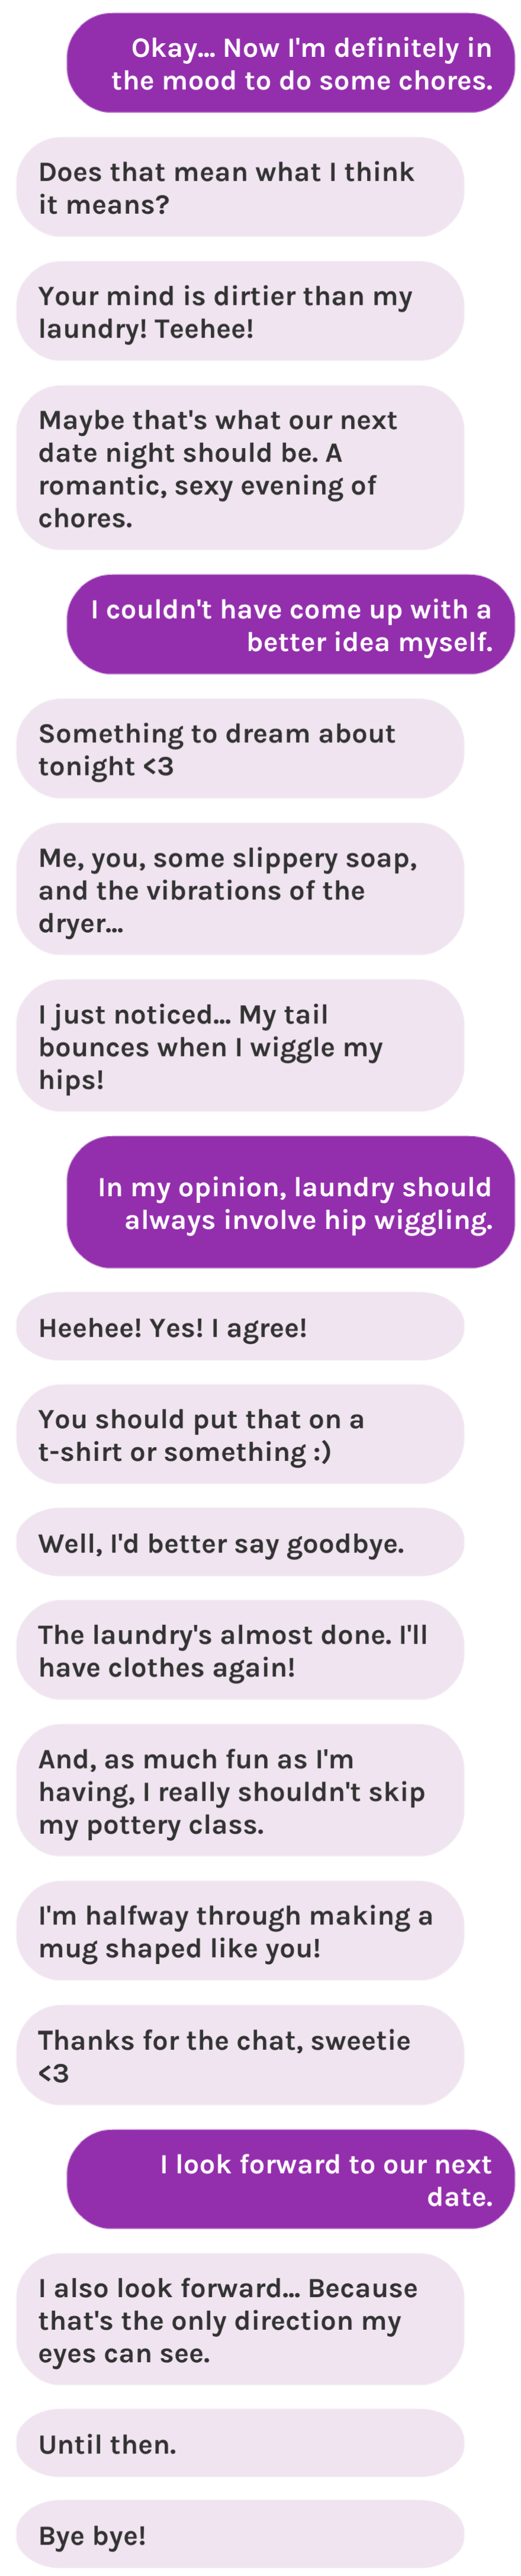 Okay... Now I'm definitely in
the mood to do some chores.
Does that mean what I think
it means?
Your mind is dirtier than my
laundry! Teehee!
Maybe that's what our next
date night should be. A
romantic, sexy evening of
chores.
I couldn't have come up with a
better idea myself.
Something to dream about
tonight <3
Me, you, some slippery soap,
and the vibrations of the
dryer...
I just noticed... My tail
bounces when I wiggle my
hips!
In my opinion, laundry should
always involve hip wiggling.
Heehee! Yes! I agree!
You should put that on a
t-shirt or something :)
Well, I'd better say goodbye.
The laundry's almost done. I'll
have clothes again!
And, as much fun as I'm
having, I really shouldn't skip
my pottery class.
I'm halfway through making a
mug shaped like you!
Thanks for the chat, sweetie
<3
I look forward to our next
date.
I also look forward... Because
that's the only direction my
eyes can see.
Until then.
Bye bye!